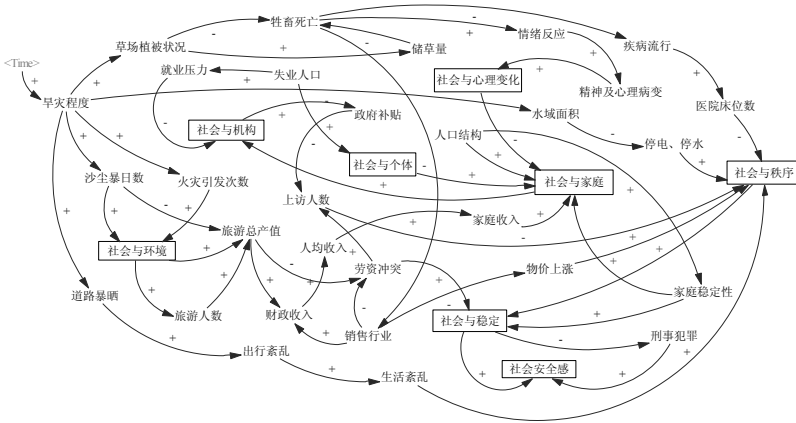 牲畜死亡
情绪反应
疾病流行
草场植被状况
储草量
<Time>
就业压力
失业人口
社会与心理变化
精神及心理病变
旱灾程度
医院床位数
社会与机构
政府补贴
水域面积
人口结构
停电、停水
社会与个体
社会与秩序
沙尘暴日数
火灾引发次数
社会与家庭
上访人数
家庭收入
旅游总产值
人均收入
社会与环境
劳资冲突
物价上涨
家庭稳定性
道路暴晒
旅游人数
财政收入
社会与稳定
销售行业
刑事犯罪
出行紊乱
社会安全感
生活紊乱